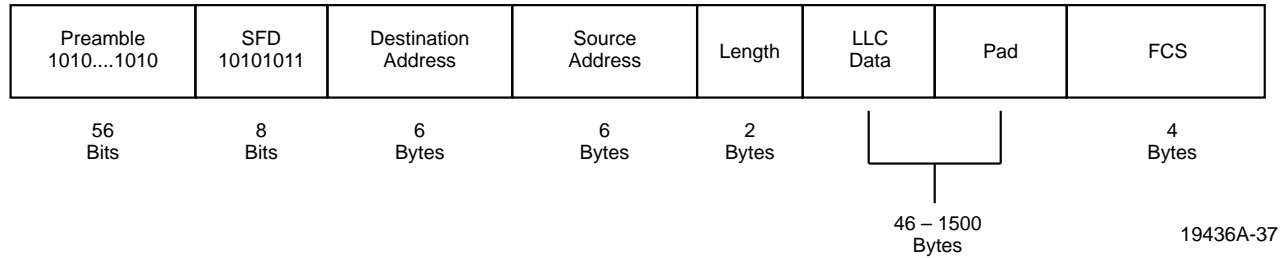 Preamble
1010....1010
SFD
10101011
Destination
Address
Source
Address
Length
LLC
Data
Pad
FCS
56
Bits
8
Bits
6
Bytes
6
Bytes
2
Bytes
4
Bytes
46 – 1500
Bytes
19436A-37